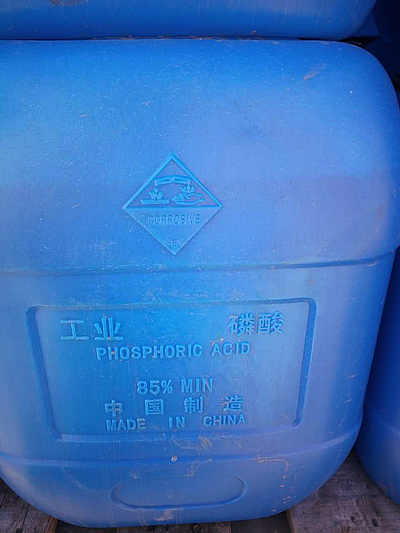 CORROSIVE
工业 磷酸
PHOSPHORIC ACID
85% MIN
中国制造
MADE IN CHINA